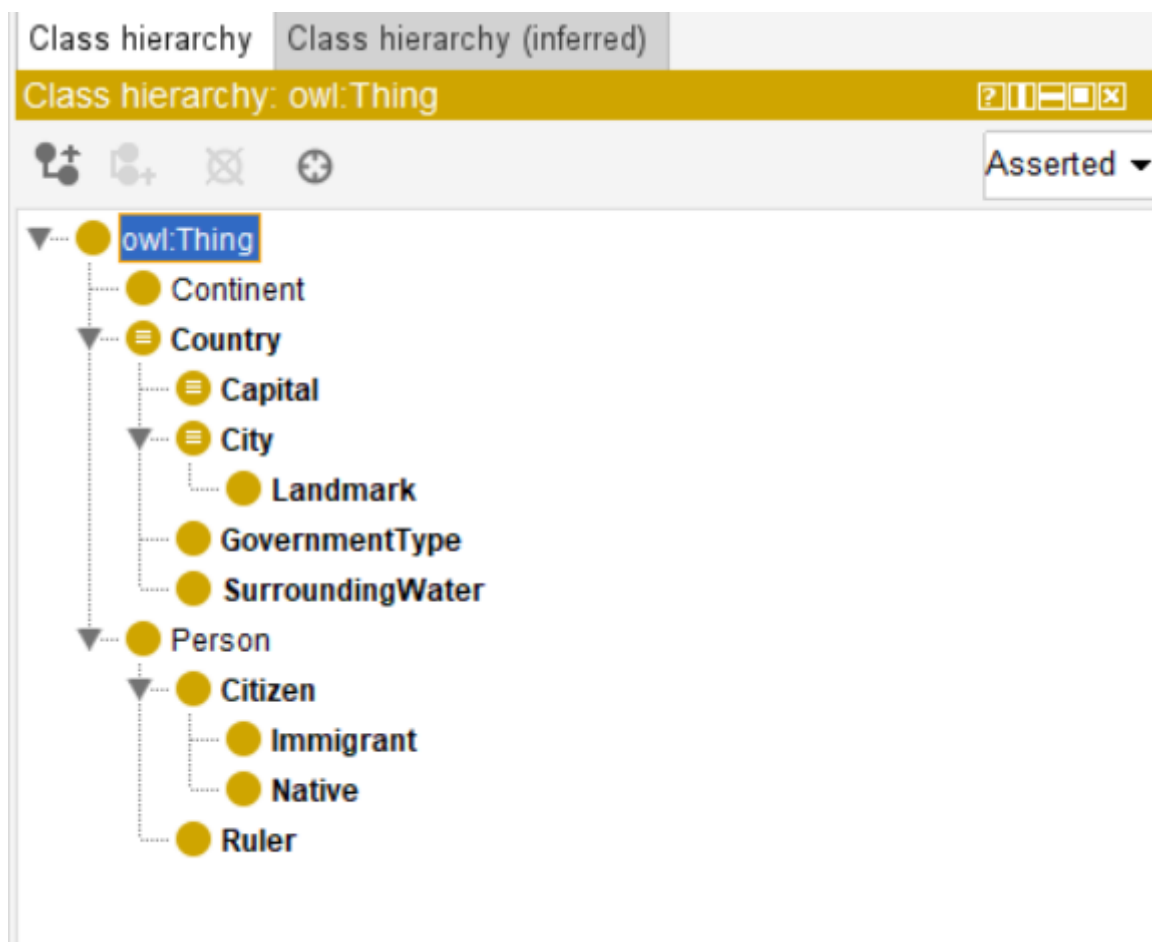 Class hierarchy Class hierarchy (inferred)
Class hierarchy: owl:Thing
Asserted
owl:Thing
Continent
Country
Capital
City
Landmark
GovernmentType
SurroundingWater
Person
Citizen
Immigrant
Native
Ruler